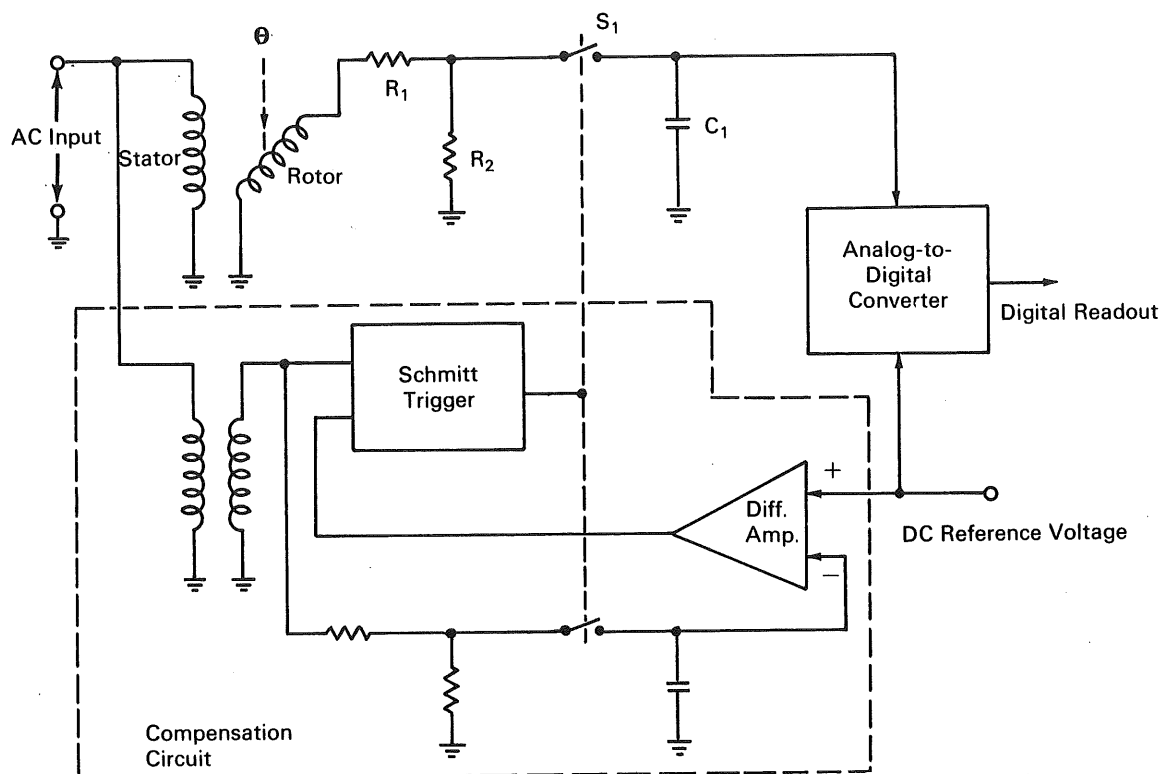 Θ
S₁
R₁
AC Input
Stator
Rotor
R₂
C₁
Analog-to-
Digital
Converter
Digital Readout
Schmitt
Trigger
+
Diff.
Amp.
DC Reference Voltage
−
Compensation
Circuit